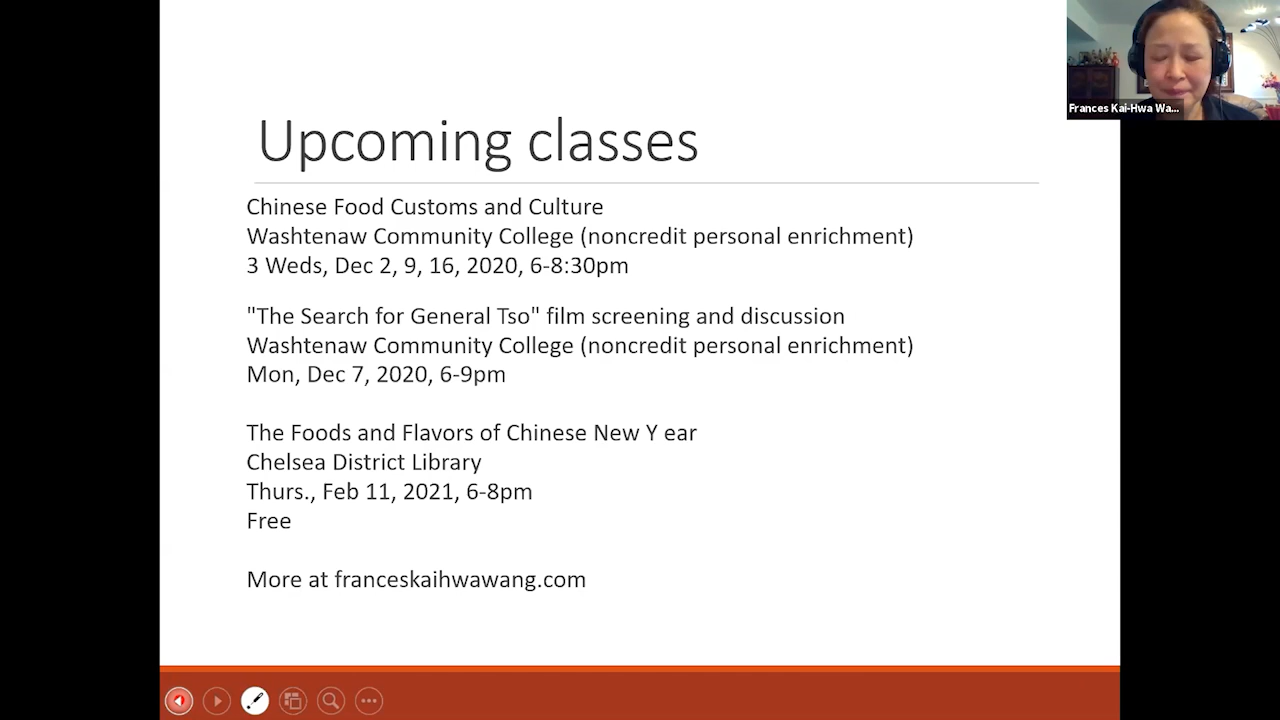 Frances Kai-Hwa Wa...
Upcoming classes
Chinese Food Customs and Culture
Washtenaw Community College (noncredit personal enrichment)
3 Weds, Dec 2, 9, 16, 2020, 6-8:30pm
"The Search for General Tso" film screening and discussion
Washtenaw Community College (noncredit personal enrichment)
Mon, Dec 7, 2020, 6-9pm
The Foods and Flavors of Chinese New Y ear
Chelsea District Library
Thurs., Feb 11, 2021, 6-8pm
Free
More at franceskaihwawang.com